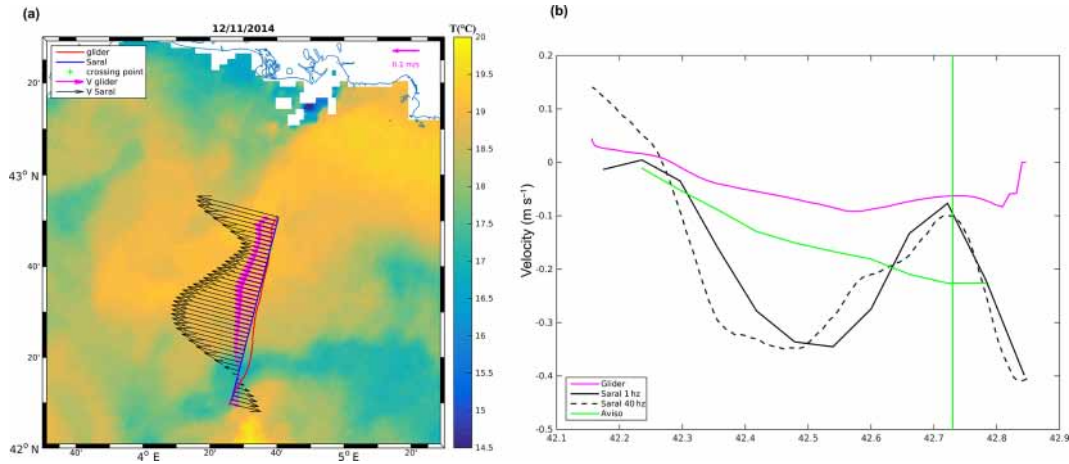 (a)
12/11/2014
T(°C)
glider
Saral
crossing point
V glider
V Saral
0.1 m/s
20'
43° N
40'
20'
42° N
40'
4° E
20'
40'
5° E
20'
20
19.5
19
18.5
18
17.5
17
16.5
16
15.5
15
14.5
(b)
Velocity (m s⁻¹)
0.2
0.1
0
-0.1
-0.2
-0.3
-0.4
-0.5
Glider
Saral 1 hz
Saral 40 hz
Aviso
42.1
42.2
42.3
42.4
42.5
42.6
42.7
42.8
42.9